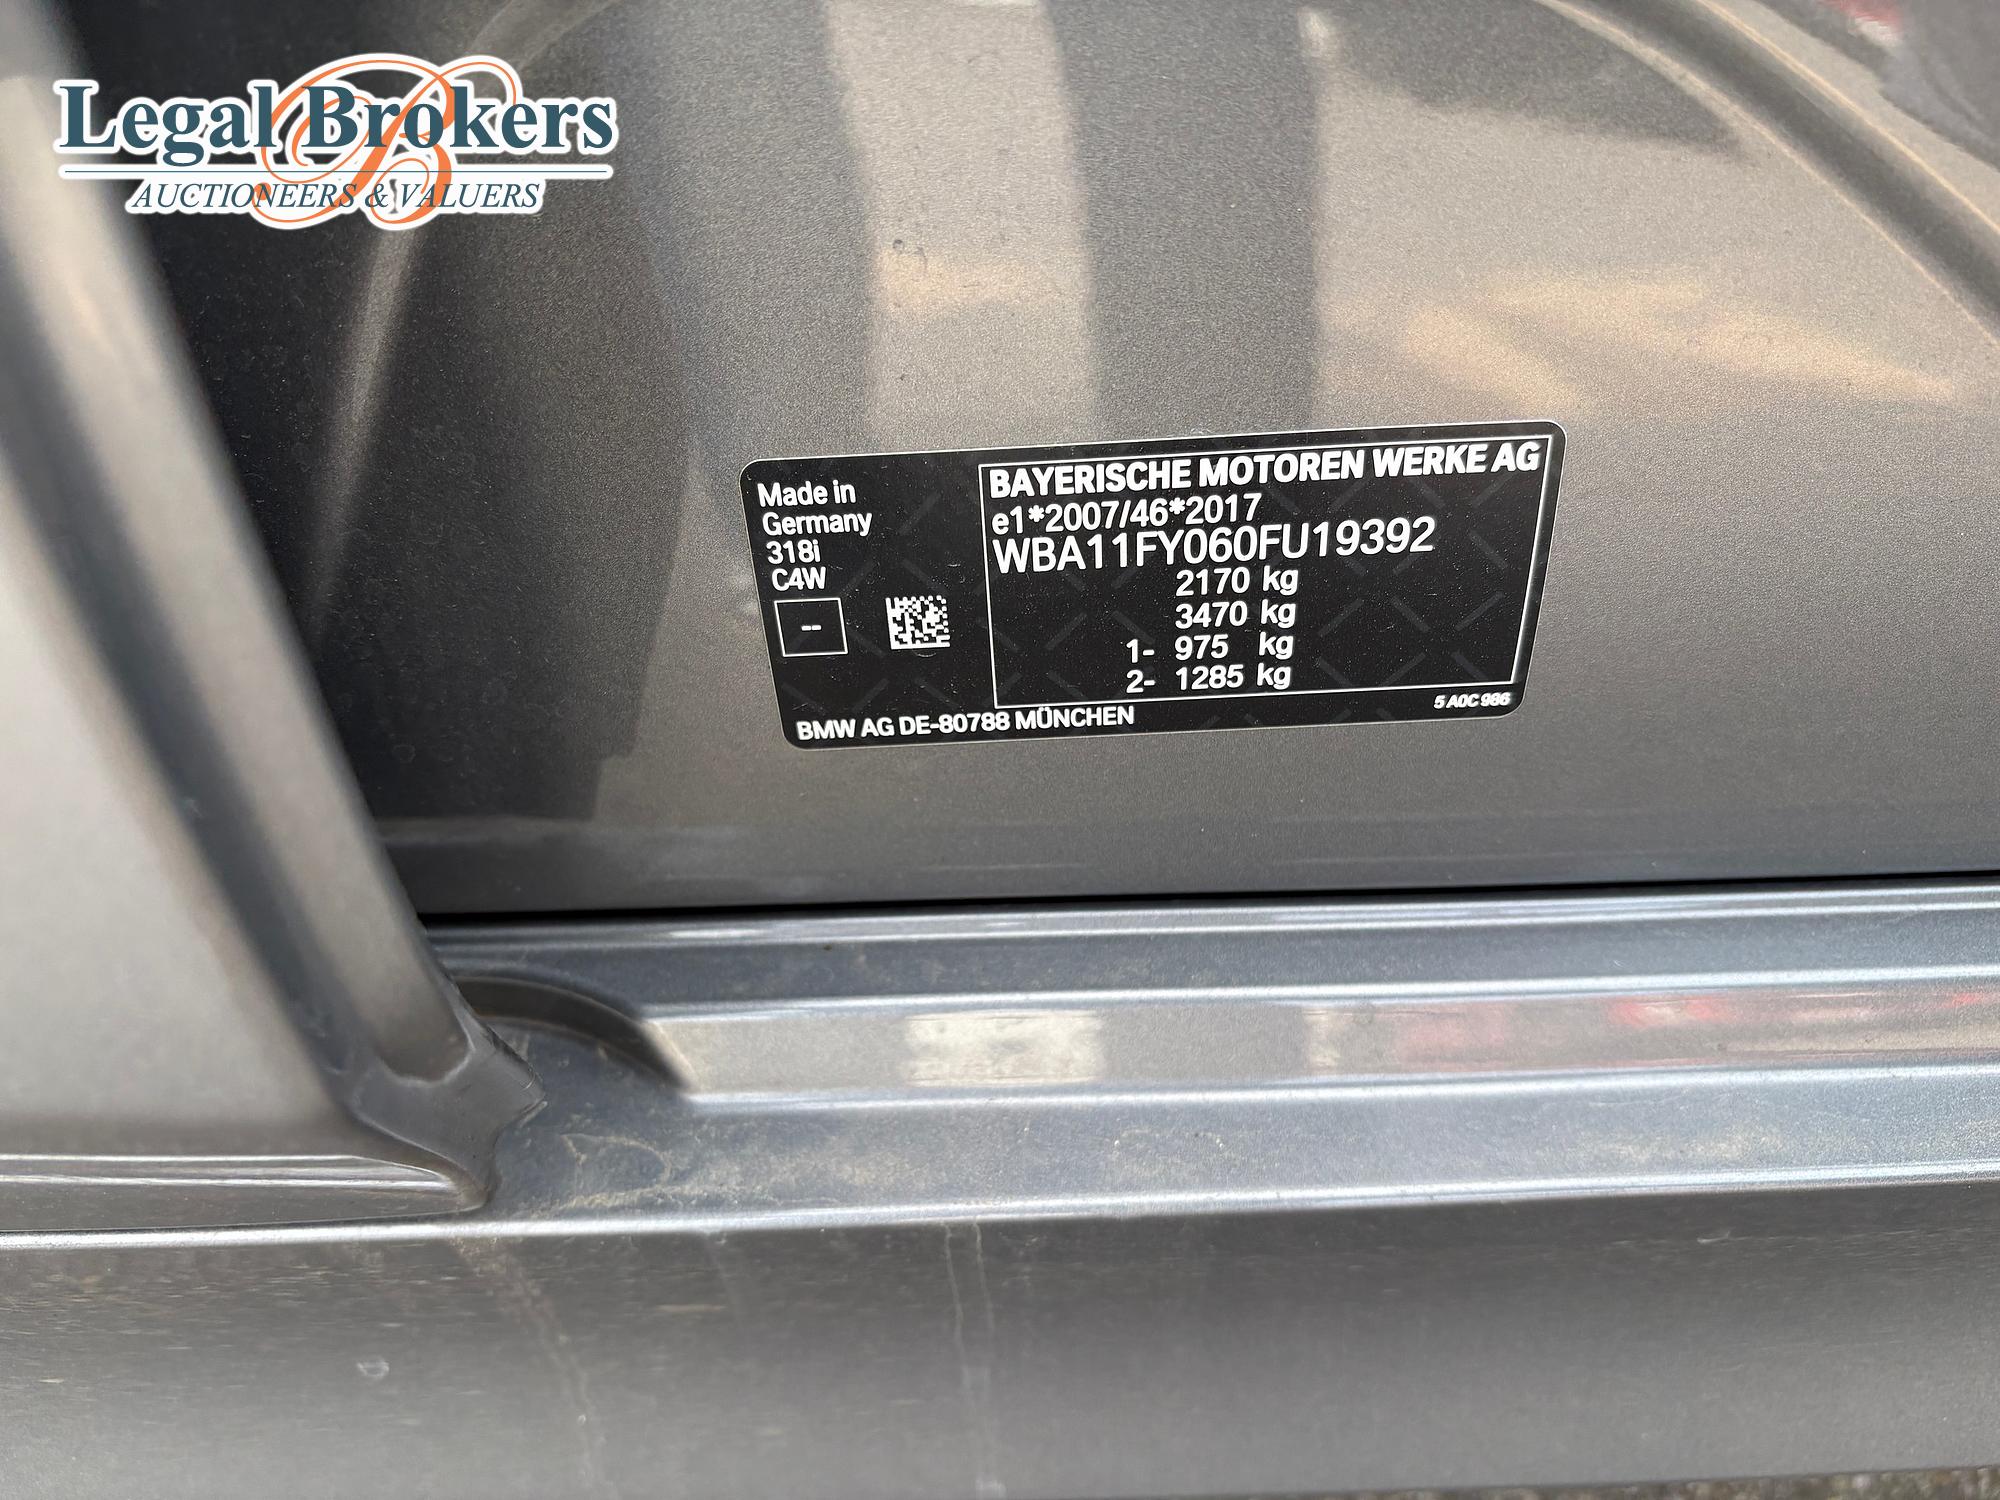 Legal Brokers
AUCTIONEERS & VALUERS
Made in
Germany
318i
C4W
--
BAYERISCHE MOTOREN WERKE AG
e1*2007/46*2017
WBA11FY060FU19392
2170 kg
3470 kg
1- 975 kg
2- 1285 kg
BMW AG DE-80788 MÜNCHEN
5 A0C 986